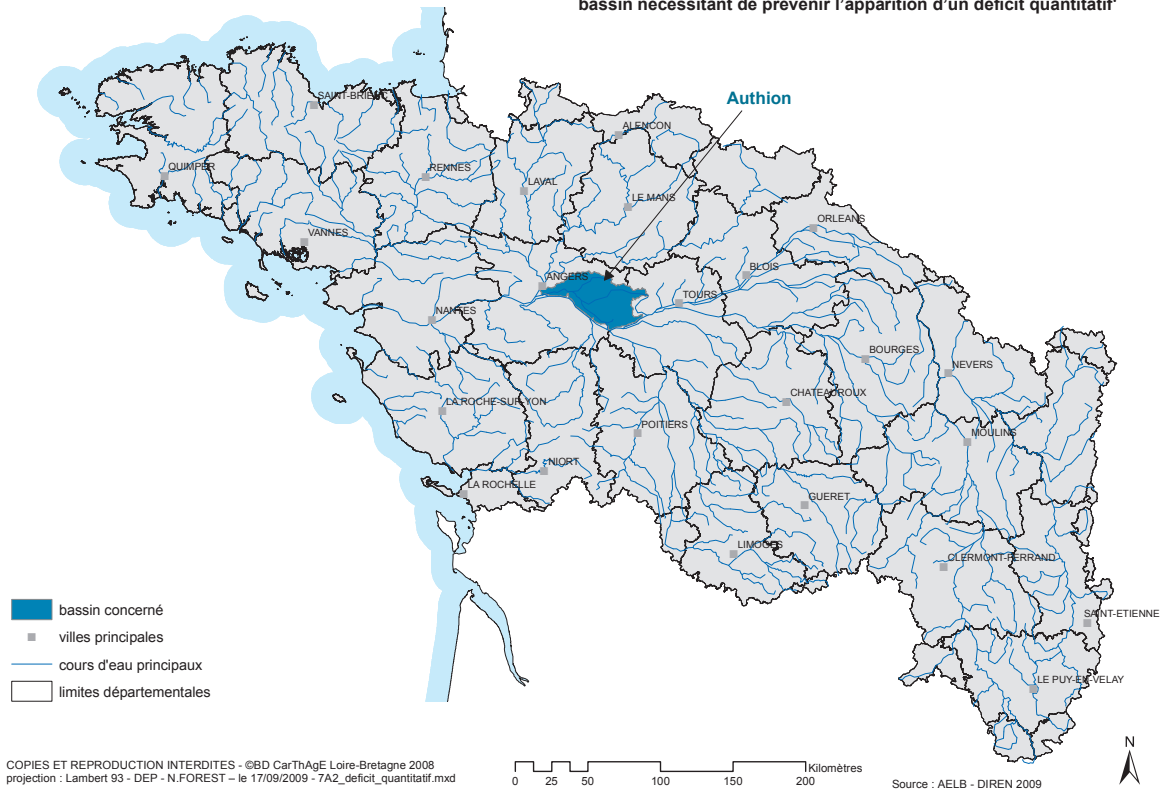 bassin nécessitant de prévenir l'apparition d'un déficit quantitatif
Authion
SAINT-BRIEUC
ALENCON
QUIMPER
RENNES
LAVAL
LE MANS
ORLEANS
VANNES
ANGERS
BLOIS
TOURS
NANTES
BOURGES
NEVERS
LA ROCHE-SUR-YON
CHATEAUROUX
POITIERS
MOULINS
NIORT
LA ROCHELLE
GUERET
LIMOGES
CLERMONT-FERRAND
SAINT-ETIENNE
LE PUY-EN-VELAY
bassin concerné
villes principales
cours d'eau principaux
limites départementales
COPIES ET REPRODUCTION INTERDITES - ©BD CarThAgE Loire-Bretagne 2008
projection : Lambert 93 - DEP - N.FOREST – le 17/09/2009 - 7A2_deficit_quantitatif.mxd
Kilomètres
0 25 50 100 150 200
Source : AELB - DIREN 2009
N